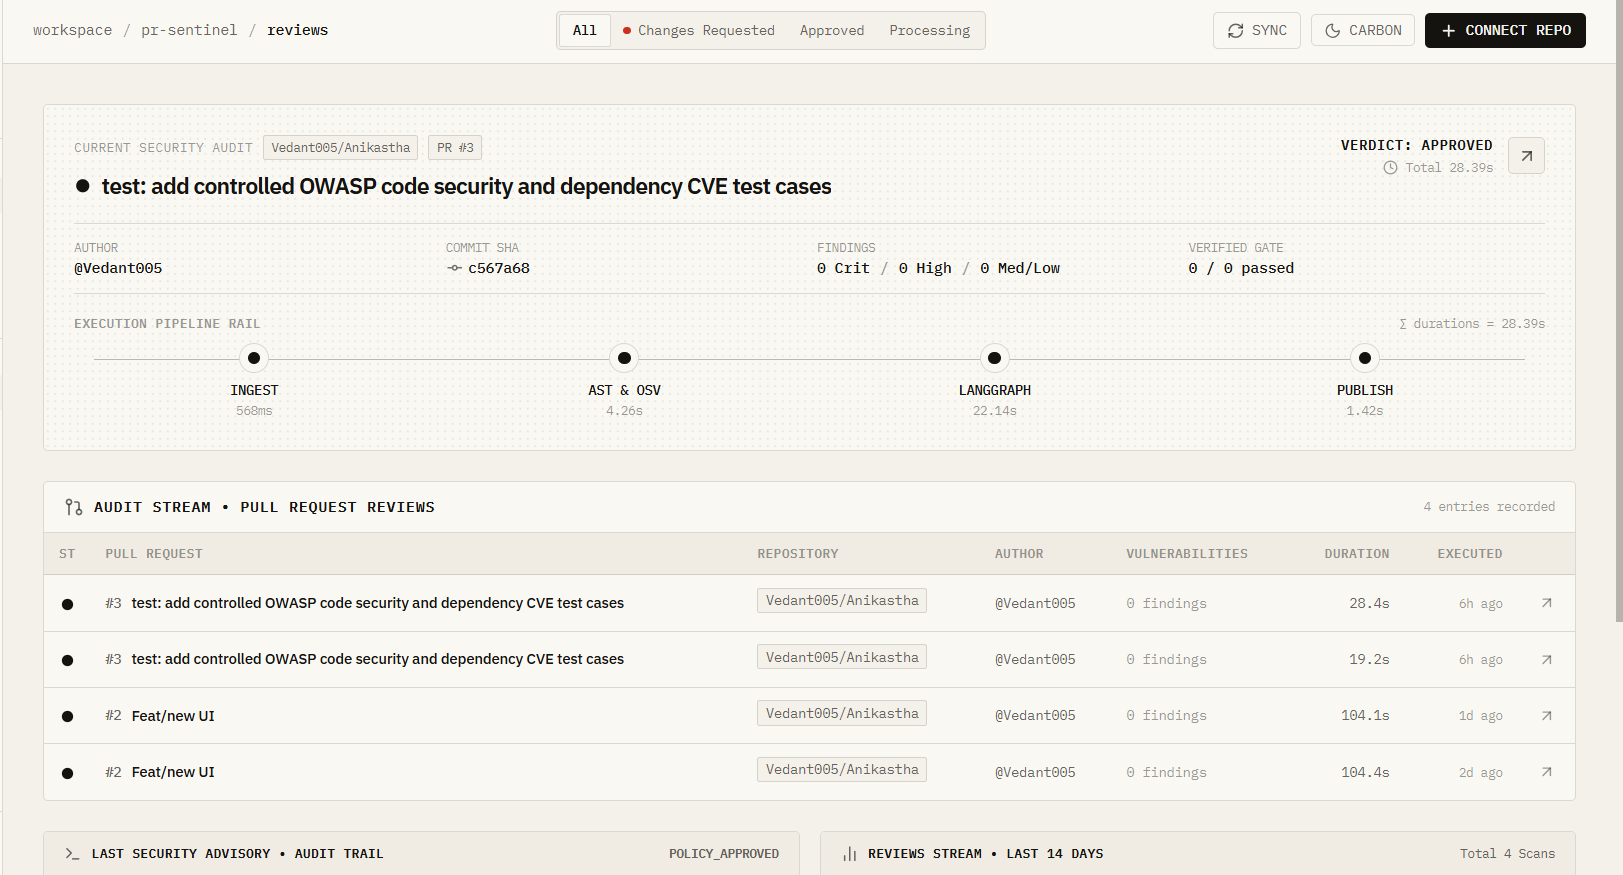 workspace / pr-sentinel / reviews
All Changes Requested Approved Processing
SYNC CARBON + CONNECT REPO
CURRENT SECURITY AUDIT Vedant005/Anikastha PR #3
VERDICT: APPROVED
Total 28.39s
test: add controlled OWASP code security and dependency CVE test cases
AUTHOR COMMIT SHA FINDINGS VERIFIED GATE
@Vedant005 c567a68 0 Crit / 0 High / 0 Med/Low 0 / 0 passed
EXECUTION PIPELINE RAIL ∑ durations = 28.39s
INGEST AST & OSV LANGGRAPH PUBLISH
568ms 4.26s 22.14s 1.42s
AUDIT STREAM • PULL REQUEST REVIEWS 4 entries recorded
ST PULL REQUEST REPOSITORY AUTHOR VULNERABILITIES DURATION EXECUTED
#3 test: add controlled OWASP code security and dependency CVE test cases Vedant005/Anikastha @Vedant005 0 findings 28.4s 6h ago
#3 test: add controlled OWASP code security and dependency CVE test cases Vedant005/Anikastha @Vedant005 0 findings 19.2s 6h ago
#2 Feat/new UI Vedant005/Anikastha @Vedant005 0 findings 104.1s 1d ago
#2 Feat/new UI Vedant005/Anikastha @Vedant005 0 findings 104.4s 2d ago
LAST SECURITY ADVISORY • AUDIT TRAIL POLICY_APPROVED
REVIEWS STREAM • LAST 14 DAYS Total 4 Scans